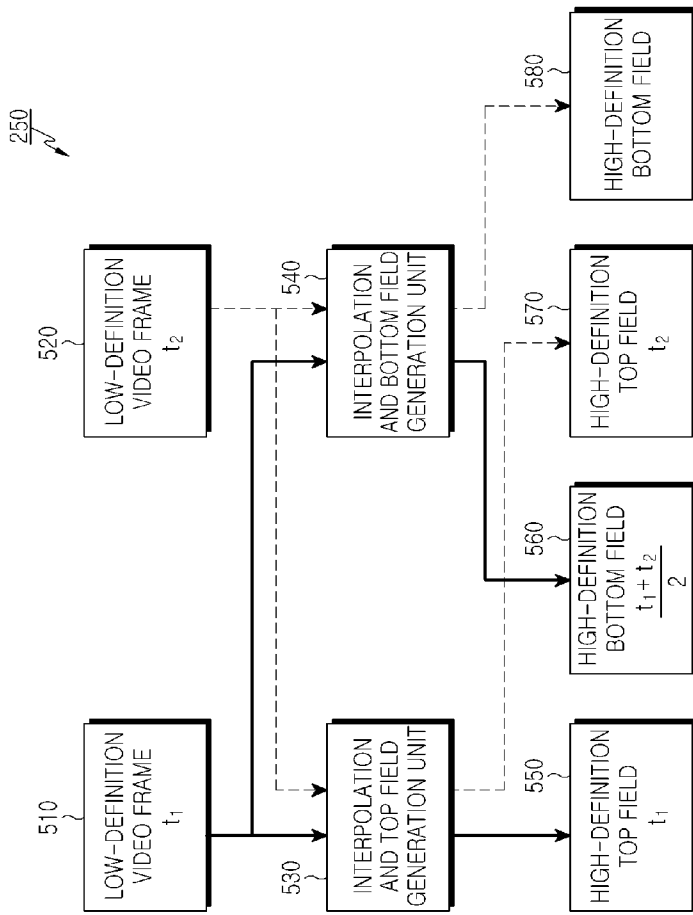 250
510
LOW-DEFINITION
VIDEO FRAME
t₁
520
LOW-DEFINITION
VIDEO FRAME
t₂
530
INTERPOLATION
AND TOP FIELD
GENERATION UNIT
540
INTERPOLATION
AND BOTTOM FIELD
GENERATION UNIT
550
HIGH-DEFINITION
TOP FIELD
t₁
560
HIGH-DEFINITION
BOTTOM FIELD
t₁ + t₂
2
570
HIGH-DEFINITION
TOP FIELD
t₂
580
HIGH-DEFINITION
BOTTOM FIELD